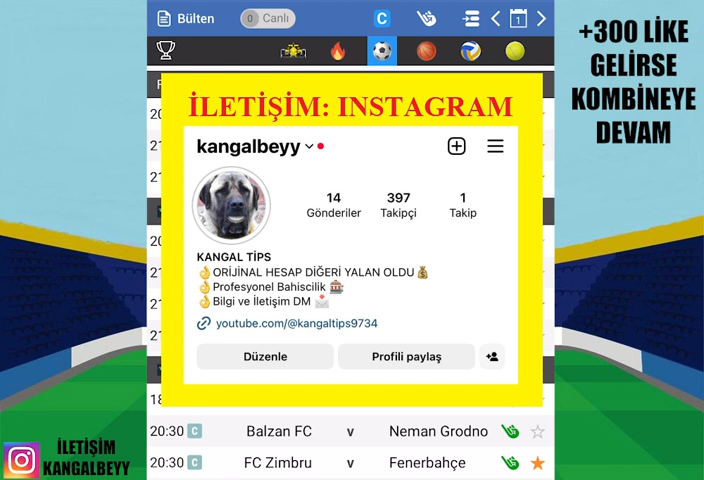 Bülten
0 Canlı
C
1
+300 LİKE
GELİRSE
KOMBİNEYE
DEVAM
İLETİŞİM: INSTAGRAM
kangalbeyy
14
397
1
Gönderiler
Takipçi
Takip
KANGAL TİPS
👌ORİJİNAL HESAP DİĞERİ YALAN OLDU💰
👌Profesyonel Bahiscilik 🎰
👌Bilgi ve İletişim DM 📩
youtube.com/@kangaltips9734
Düzenle
Profili paylaş
20:30 C Balzan FC v Neman Grodno
20:30 C FC Zimbru v Fenerbahçe
İLETİŞİM
KANGALBEYY